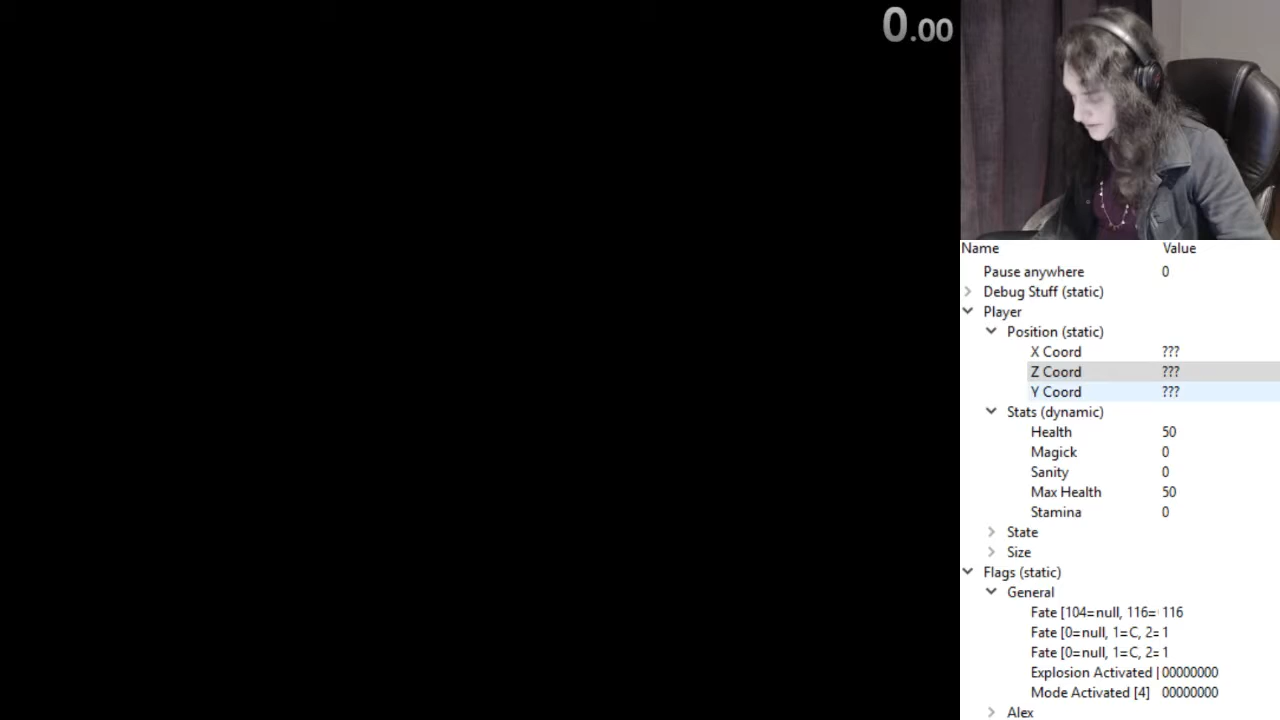 0.00
Name Value
Pause anywhere 0
Debug Stuff (static)
Player
Position (static)
X Coord ???
Z Coord ???
Y Coord ???
Stats (dynamic)
Health 50
Magick 0
Sanity 0
Max Health 50
Stamina 0
State
Size
Flags (static)
General
Fate [104=null, 116= 116
Fate [0=null, 1=C, 2= 1
Fate [0=null, 1=C, 2= 1
Explosion Activated | 00000000
Mode Activated [4] 00000000
Alex